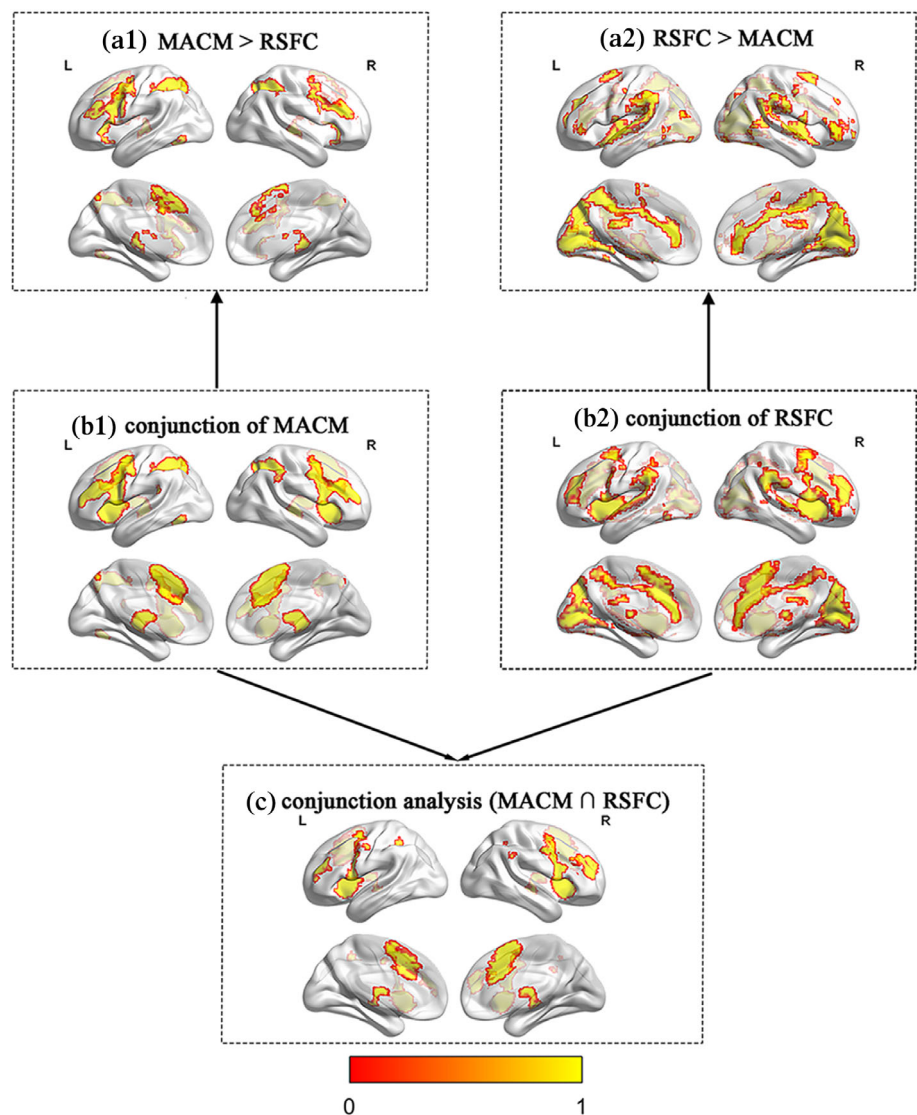 (a1) MACM > RSFC
L R
(a2) RSFC > MACM
L R
(b1) conjunction of MACM
L R
(b2) conjunction of RSFC
L R
(c) conjunction analysis (MACM ∩ RSFC)
L R
0 1